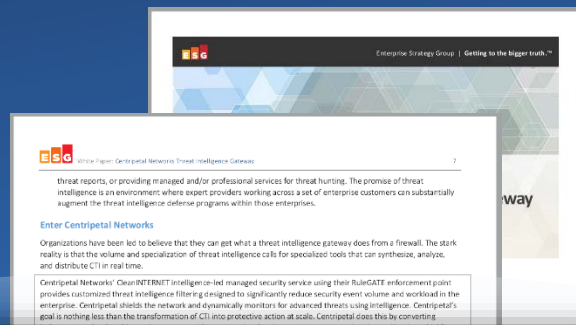 ESG
Enterprise Strategy Group | Getting to the bigger truth.™
way
ESG White Paper: Centripetal Networks Threat Intelligence Gateway 7
threat reports, or providing managed and/or professional services for threat hunting. The promise of threat
intelligence is an environment where expert providers working across a set of enterprise customers can substantially
augment the threat intelligence defense programs within those enterprises.
Enter Centripetal Networks
Organizations have been led to believe that they can get what a threat intelligence gateway does from a firewall. The stark
reality is that the volume and specialization of threat intelligence calls for specialized tools that can synthesize, analyze,
and distribute CTI in real time.
Centripetal Networks' CleanINTERNET intelligence-led managed security service using their RuleGATE enforcement point
provides customized threat intelligence filtering designed to significantly reduce security event volume and workload in the
enterprise. Centripetal shields the network and dynamically monitors for advanced threats using intelligence. Centripetal's
goal is nothing less than the transformation of CTI into protective action at scale. Centripetal does this by converting